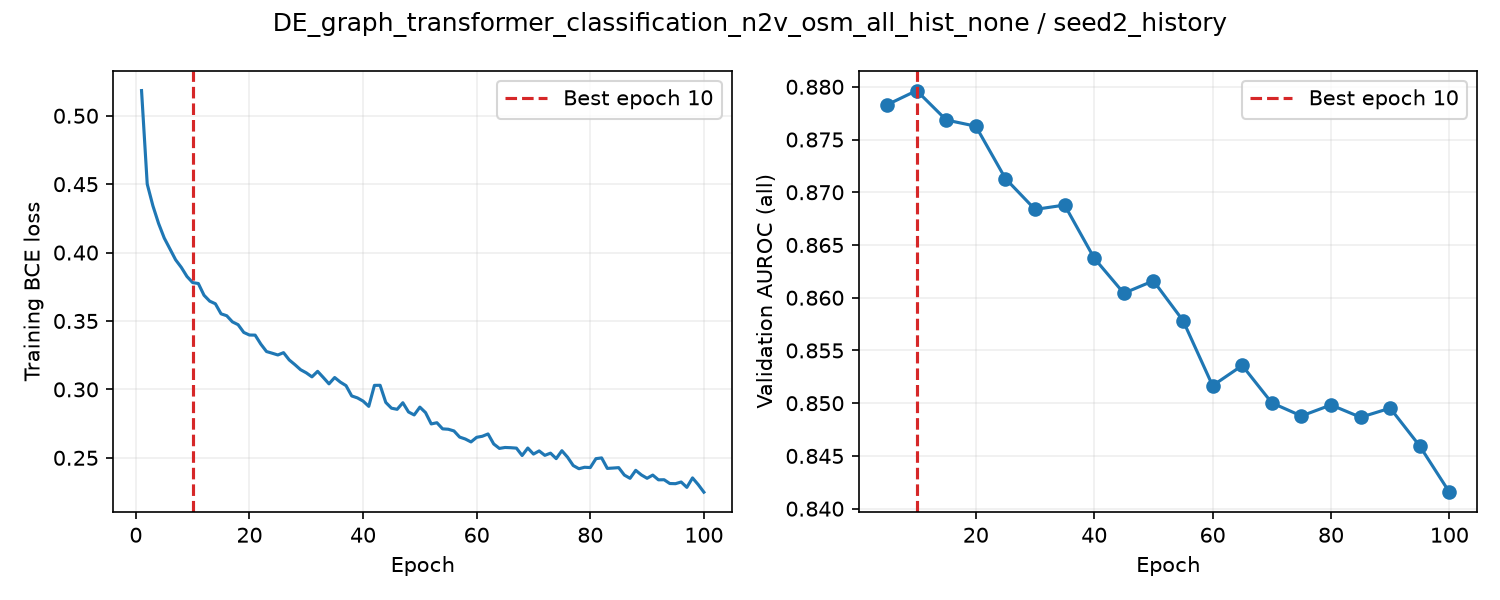 DE_graph_transformer_classification_n2v_osm_all_hist_none / seed2_history
Training BCE loss
0.50
0.45
0.40
0.35
0.30
0.25
Best epoch 10
0 20 40 60 80 100
Epoch
Validation AUROC (all)
0.880
0.875
0.870
0.865
0.860
0.855
0.850
0.845
0.840
Best epoch 10
20 40 60 80 100
Epoch